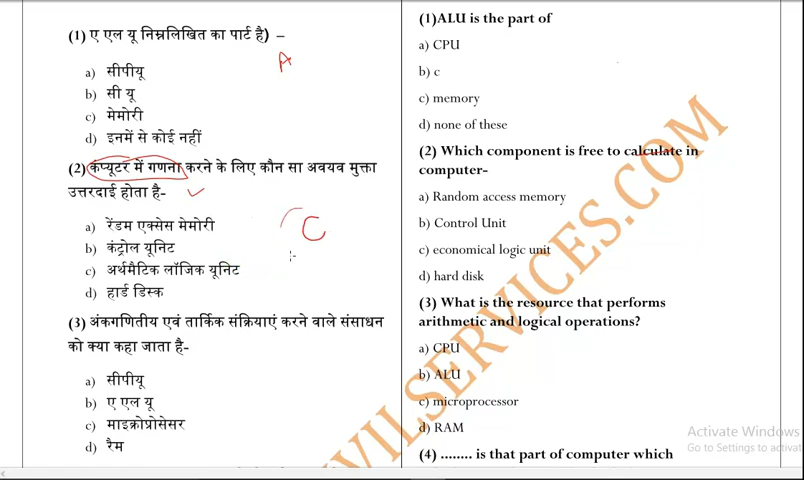 (1) ए एल यू निम्नलिखित का पार्ट है) –
A
a) सीपीयू
b) सी यू
c) मेमोरी
d) इनमें से कोई नहीं
(2) कंप्यूटर में गणना करने के लिए कौन सा अवयव मुक्ता
उत्तरदाई होता है-
a) रेंडम एक्सेस मेमोरी
C
b) कंट्रोल यूनिट
c) अर्थमैटिक लॉजिक यूनिट
d) हार्ड डिस्क
(3) अंकगणितीय एवं तार्किक संक्रियाएं करने वाले संसाधन
को क्या कहा जाता है-
a) सीपीयू
b) ए एल यू
c) माइक्रोप्रोसेसर
d) रैम
(1)ALU is the part of
a) CPU
b) c
c) memory
d) none of these
(2) Which component is free to calculate in
computer-
a) Random access memory
b) Control Unit
c) economical logic unit
d) hard disk
(3) What is the resource that performs
arithmetic and logical operations?
a) CPU
b) ALU
c) microprocessor
d) RAM
(4) ........ is that part of computer which
VILSERVICES.COM
Activate Windows
Go to Settings to activat